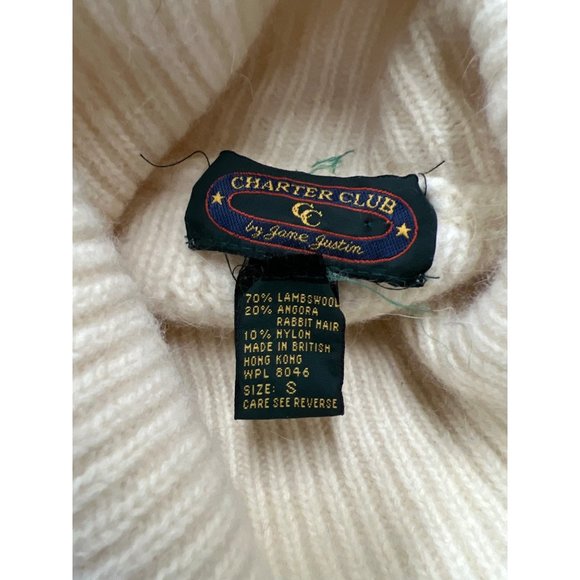 CHARTER CLUB
CC
by Jane Justin
70% LAMBSWOOL
20% ANGORA
RABBIT HAIR
10% NYLON
MADE IN BRITISH
HONG KONG
WPL 8046
SIZE: S
CARE SEE REVERSE